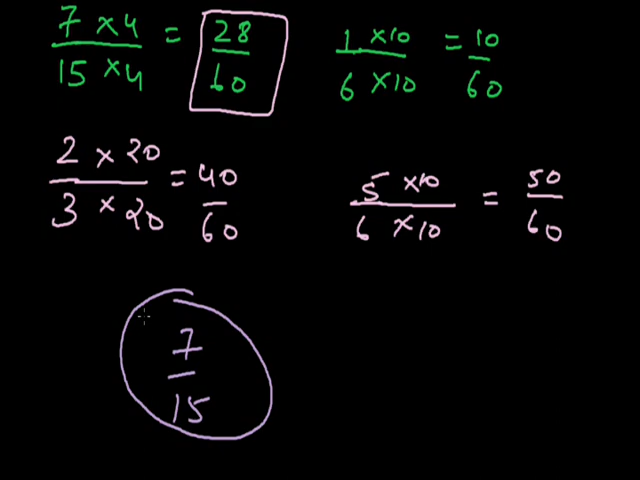 7 ×4 = 28 1 ×10 = 10
15 ×4 60 6 ×10 60
2 × 20 = 40 5 ×10 = 50
3 × 20 60 6 ×10 60
7
15